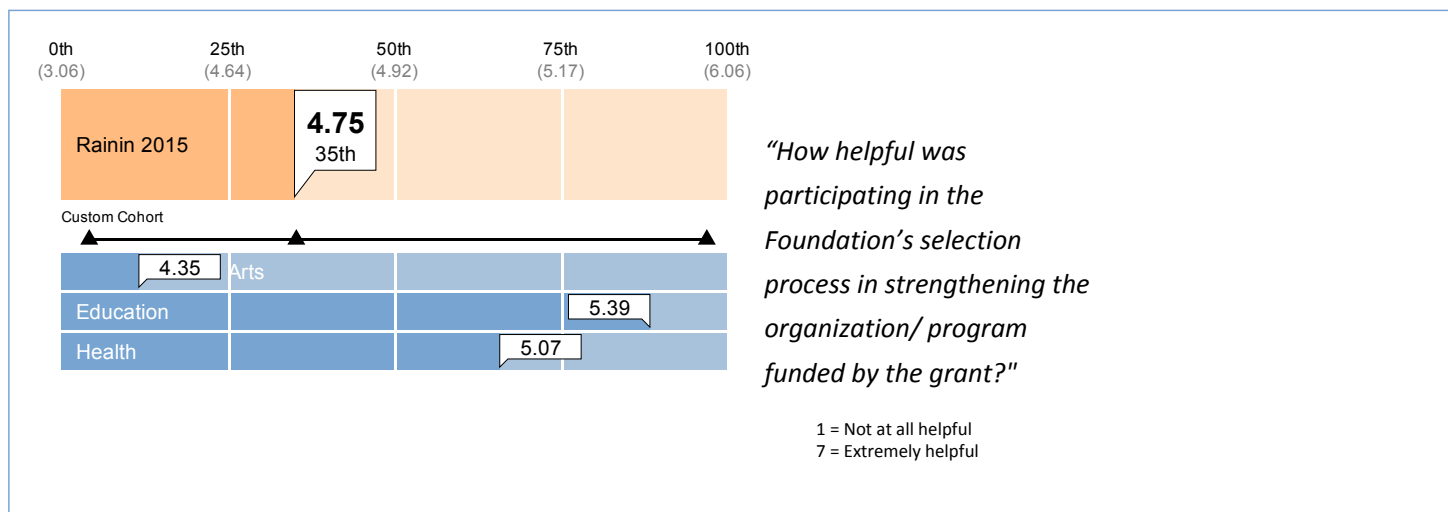 0th 25th 50th 75th 100th
(3.06) (4.64) (4.92) (5.17) (6.06)
Rainin 2015
4.75
35th
Custom Cohort
4.35 Arts
Education 5.39
Health 5.07
“How helpful was
participating in the
Foundation’s selection
process in strengthening the
organization/ program
funded by the grant?"
1 = Not at all helpful
7 = Extremely helpful